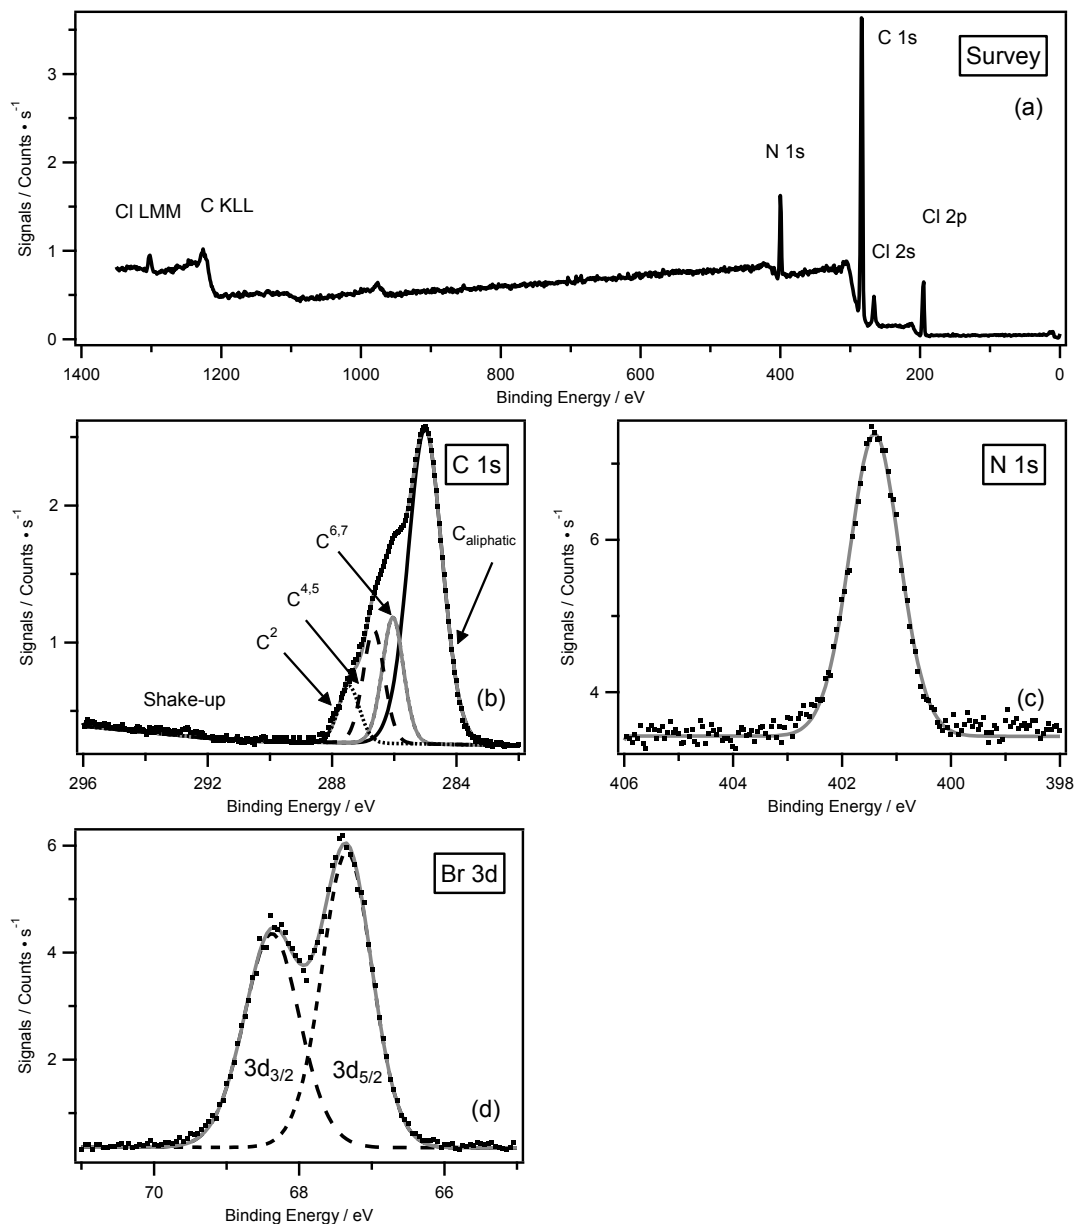 Survey
(a)
C 1s
N 1s
Cl 2p
Cl 2s
Cl LMM
C KLL
Signals / Counts • s⁻¹
3
2
1
0
1400 1200 1000 800 600 400 200 0
Binding Energy / eV
C 1s
(b)
C⁶,⁷
C_aliphatic
C⁴,⁵
C²
Shake-up
Signals / Counts • s⁻¹
2
1
296 292 288 284
Binding Energy / eV
N 1s
(c)
Signals / Counts • s⁻¹
6
4
406 404 402 400 398
Binding Energy / eV
Br 3d
(d)
3d₃/₂
3d₅/₂
Signals / Counts • s⁻¹
6
4
2
70 68 66
Binding Energy / eV